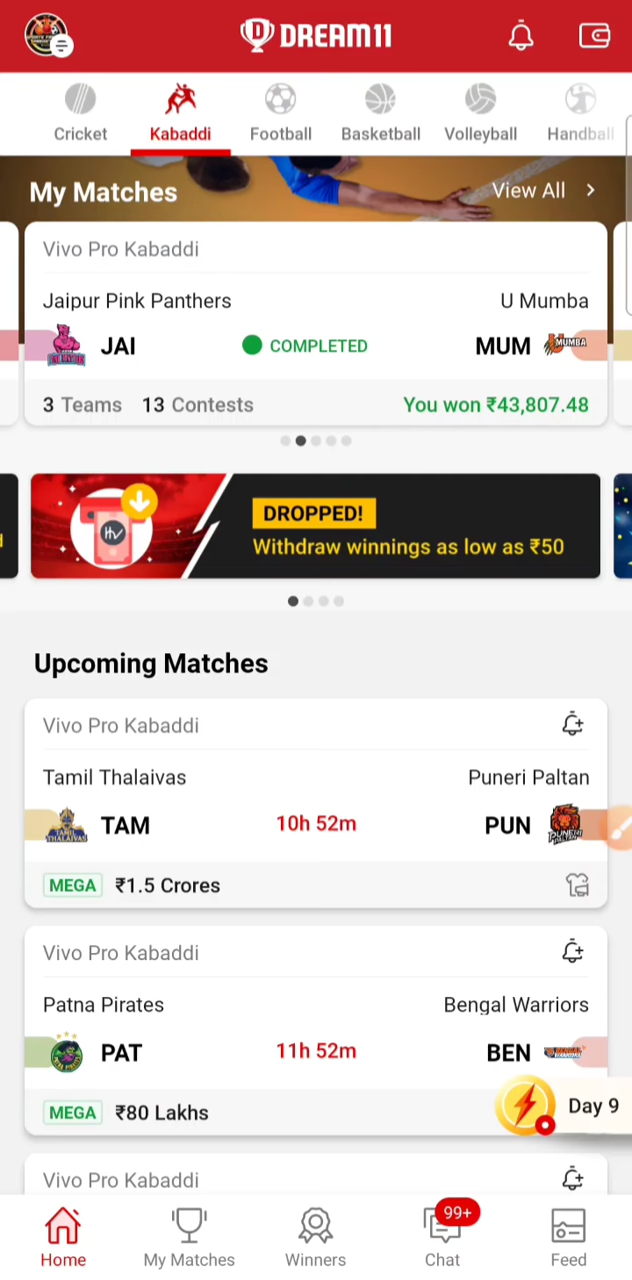 DREAM11
Cricket
Kabaddi
Football
Basketball
Volleyball
Handball
My Matches
View All
Vivo Pro Kabaddi
Jaipur Pink Panthers
U Mumba
JAI
COMPLETED
MUM
MUMBA
3 Teams 13 Contests
You won ₹43,807.48
DROPPED!
Withdraw winnings as low as ₹50
Upcoming Matches
Vivo Pro Kabaddi
Tamil Thalaivas
Puneri Paltan
TAM
10h 52m
PUN
MEGA ₹1.5 Crores
Vivo Pro Kabaddi
Patna Pirates
Bengal Warriors
PAT
11h 52m
BEN
MEGA ₹80 Lakhs
Day 9
Vivo Pro Kabaddi
99+
Home
My Matches
Winners
Chat
Feed